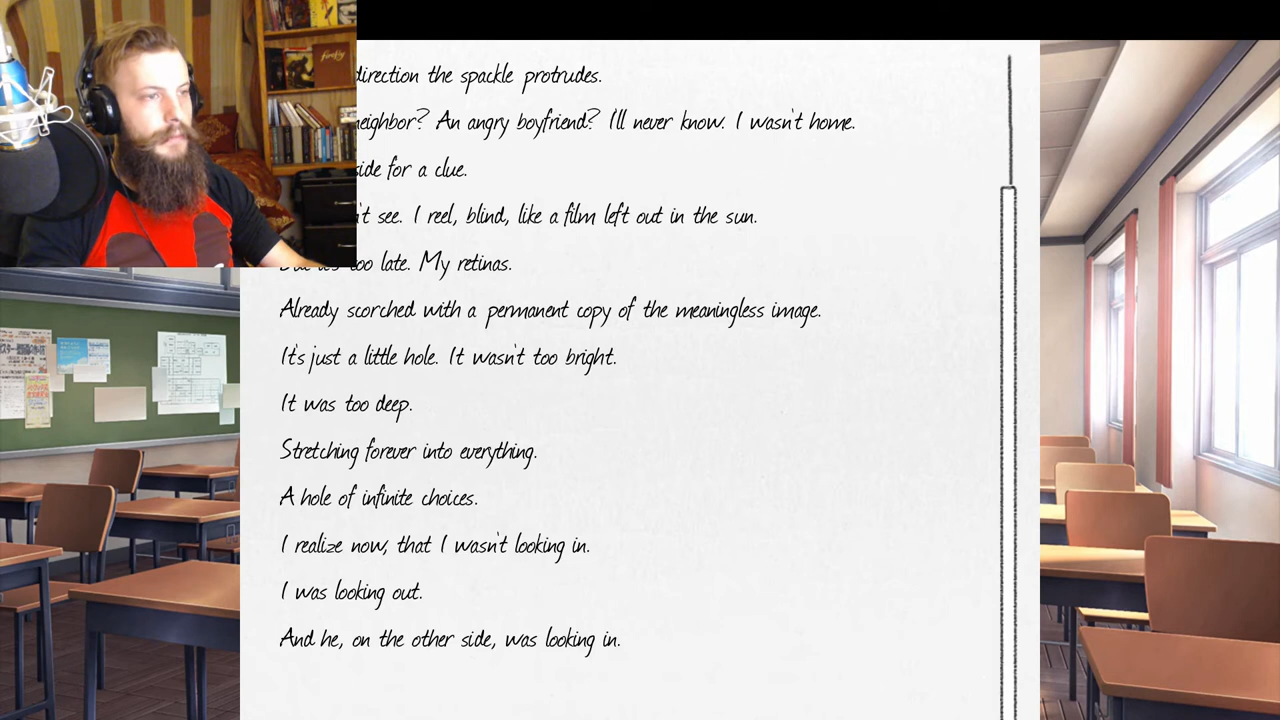 direction the spackle protrudes.
neighbor? An angry boyfriend? I'll never know. I wasn't home.
side for a clue.
't see. I reel, blind, like a film left out in the sun.
too late. My retinas.
Already scorched with a permanent copy of the meaningless image.
It's just a little hole. It wasn't too bright.
It was too deep.
Stretching forever into everything.
A hole of infinite choices.
I realize now, that I wasn't looking in.
I was looking out.
And he, on the other side, was looking in.
firefly